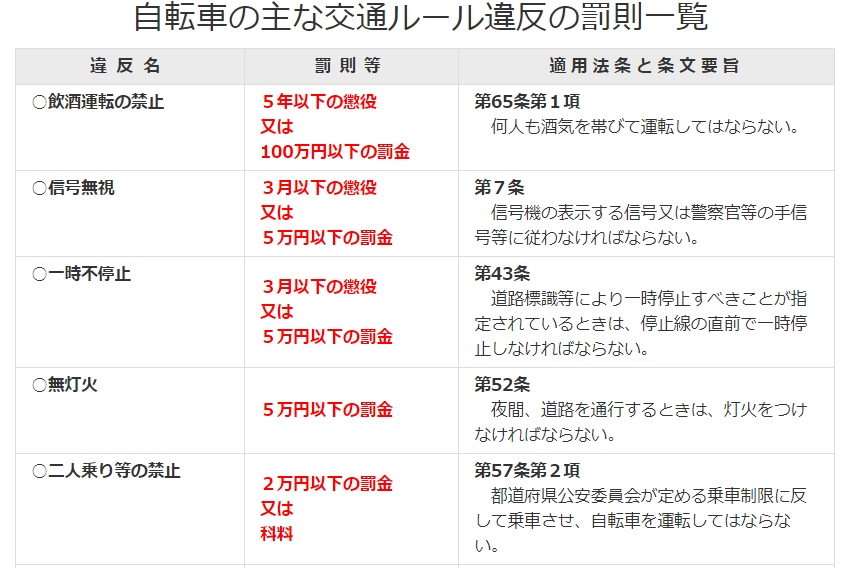 自転車の主な交通ルール違反の罰則一覧
違反名 罰則等 適用法条と条文要旨
○飲酒運転の禁止
５年以下の懲役
又は
100万円以下の罰金
第65条第１項
何人も酒気を帯びて運転してはならない。
○信号無視
３月以下の懲役
又は
５万円以下の罰金
第７条
信号機の表示する信号又は警察官等の手信
号等に従わなければならない。
○一時不停止
３月以下の懲役
又は
５万円以下の罰金
第43条
道路標識等により一時停止すべきことが指
定されているときは、停止線の直前で一時停
止しなければならない。
○無灯火
５万円以下の罰金
第52条
夜間、道路を通行するときは、灯火をつけ
なければならない。
○二人乗り等の禁止
２万円以下の罰金
又は
科料
第57条第２項
都道府県公安委員会が定める乗車制限に反
して乗車させ、自転車を運転してはならな
い。